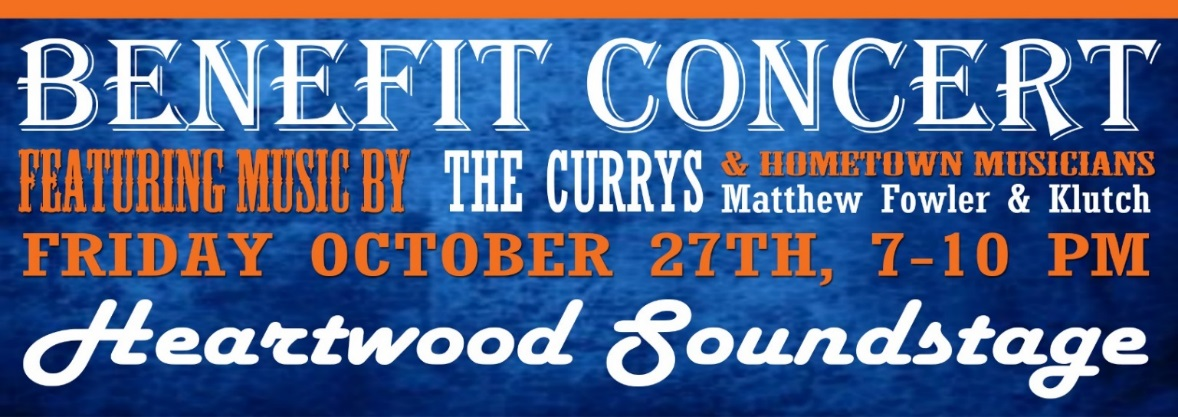 BENEFIT CONCERT
FEATURING MUSIC BY THE CURRYS & HOMETOWN MUSICIANS
Matthew Fowler & Klutch
FRIDAY OCTOBER 27TH, 7-10 PM
Heartwood Soundstage